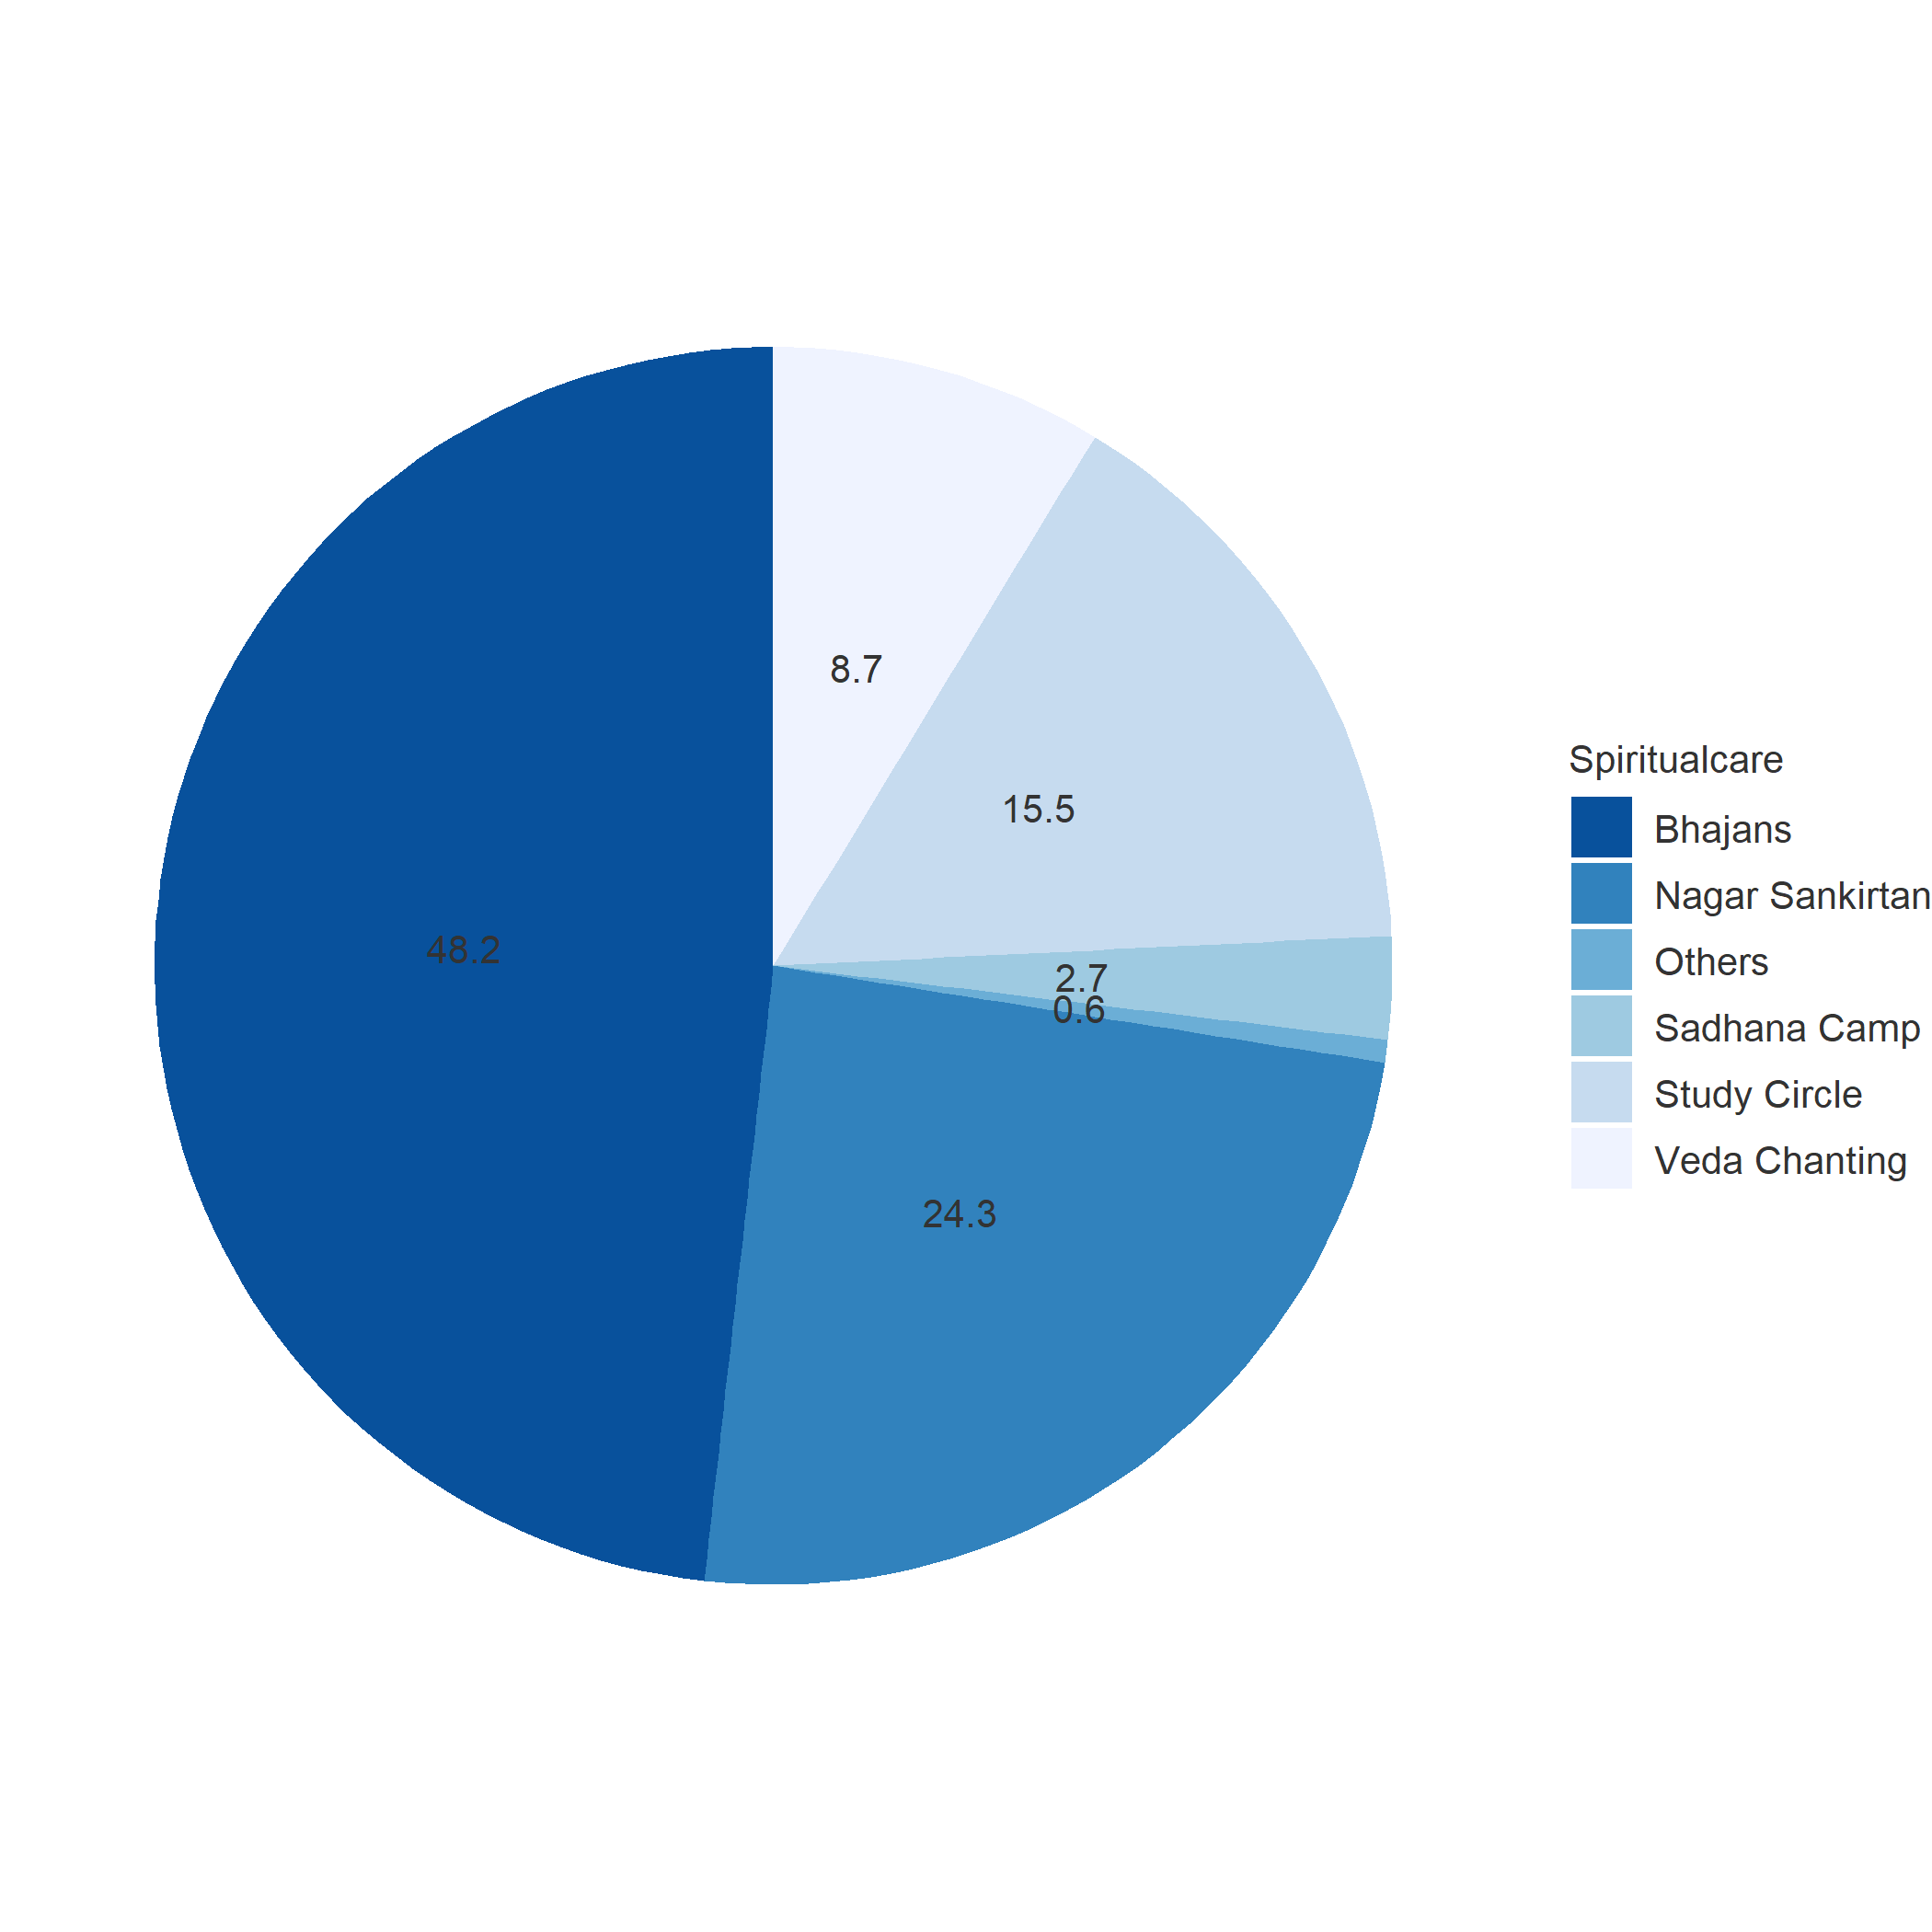 8.7
15.5
48.2
2.7
0.6
24.3
Spiritualcare
Bhajans
Nagar Sankirtan
Others
Sadhana Camp
Study Circle
Veda Chanting